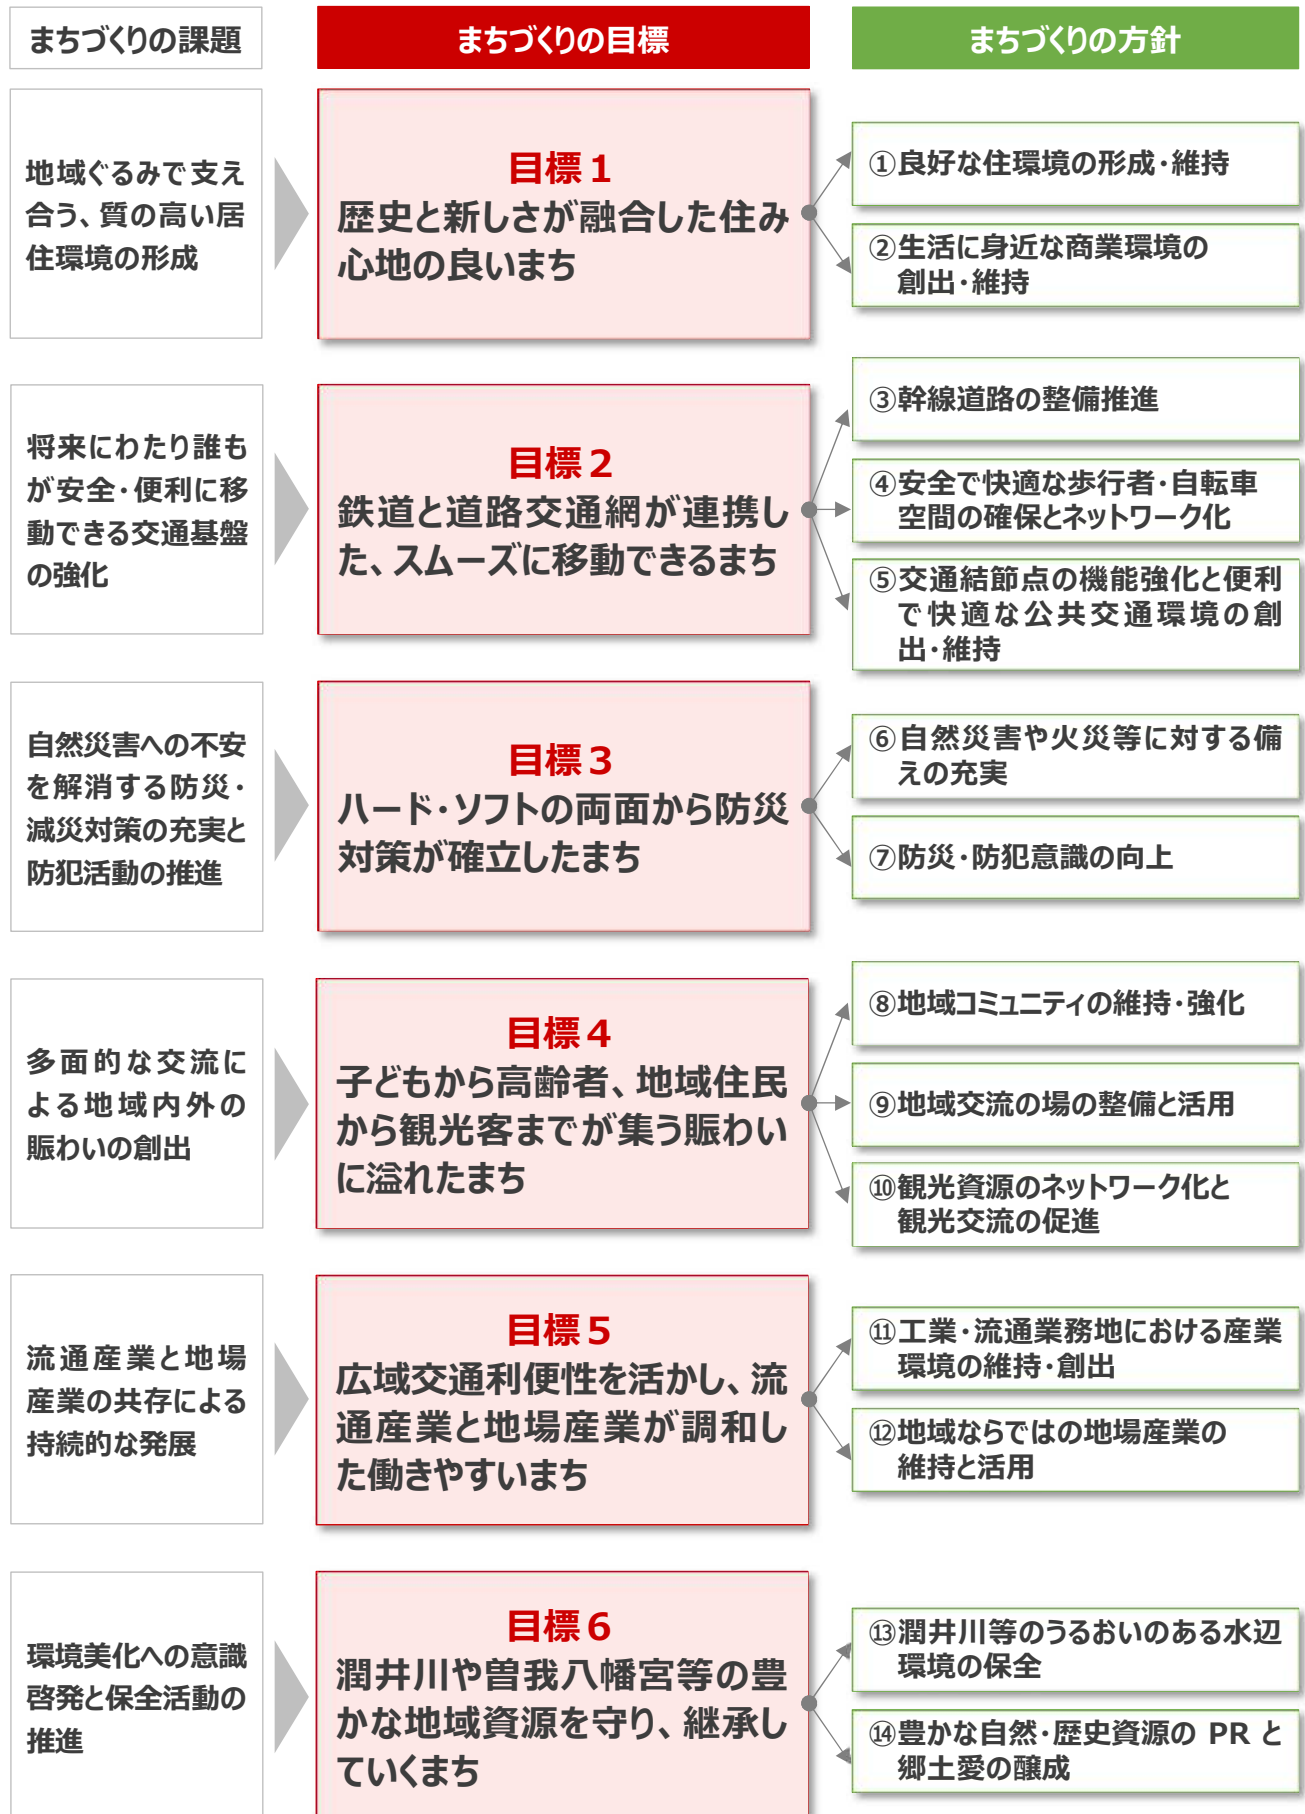 まちづくりの課題
まちづくりの目標
まちづくりの方針
地域ぐるみで支え
合う、質の高い居
住環境の形成
目標1
歴史と新しさが融合した住み
心地の良いまち
①良好な住環境の形成・維持
②生活に身近な商業環境の
創出・維持
将来にわたり誰も
が安全・便利に移
動できる交通基盤
の強化
目標2
鉄道と道路交通網が連携し
た、スムーズに移動できるまち
③幹線道路の整備推進
④安全で快適な歩行者・自転車
空間の確保とネットワーク化
⑤交通結節点の機能強化と便利
で快適な公共交通環境の創
出・維持
自然災害への不安
を解消する防災・
減災対策の充実と
防犯活動の推進
目標3
ハード・ソフトの両面から防災
対策が確立したまち
⑥自然災害や火災等に対する備
えの充実
⑦防災・防犯意識の向上
多面的な交流に
よる地域内外の
賑わいの創出
目標4
子どもから高齢者、地域住民
から観光客までが集う賑わい
に溢れたまち
⑧地域コミュニティの維持・強化
⑨地域交流の場の整備と活用
⑩観光資源のネットワーク化と
観光交流の促進
流通産業と地場
産業の共存による
持続的な発展
目標5
広域交通利便性を活かし、流
通産業と地場産業が調和し
た働きやすいまち
⑪工業・流通業務地における産業
環境の維持・創出
⑫地域ならではの地場産業の
維持と活用
環境美化への意識
啓発と保全活動の
推進
目標6
潤井川や曽我八幡宮等の豊
かな地域資源を守り、継承し
ていくまち
⑬潤井川等のうるおいのある水辺
環境の保全
⑭豊かな自然・歴史資源の PR と
郷土愛の醸成